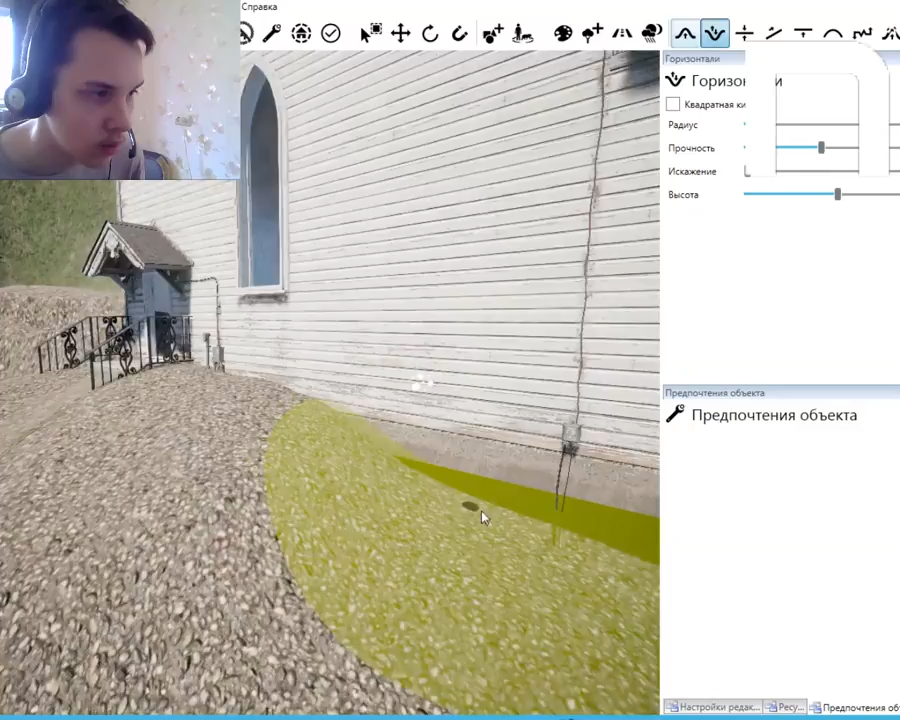 Справка
Горизонтали
Горизон и
Квадратная ки
Радиус
Прочность
Искажение
Высота
Предпочтения объекта
Предпочтения объекта
Настройки редак...
Ресу...
Предпочтения об